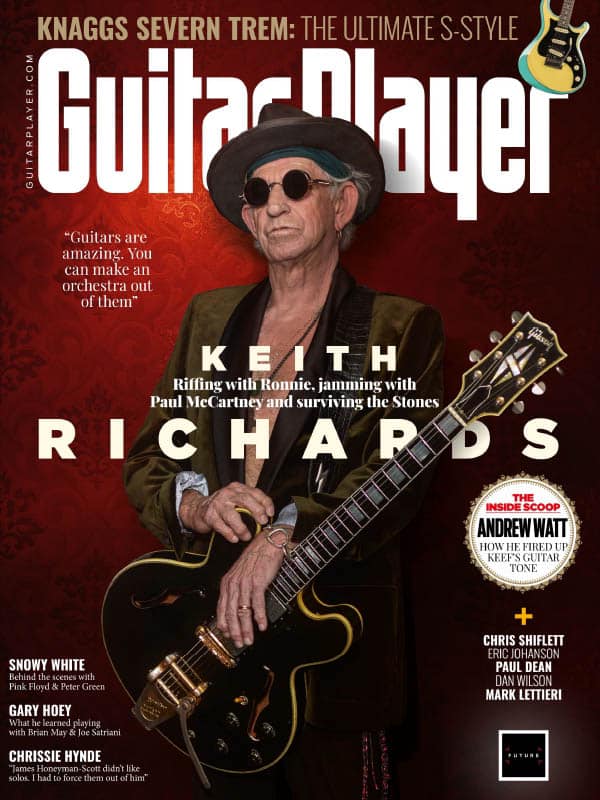 KNAGGS SEVERN TREM: THE ULTIMATE S-STYLE
GUITARPLAYER.COM
Guitar Player
“Guitars are
amazing. You
can make an
orchestra out
of them”
Gibson
KEITH
Riffing with Ronnie, jamming with
Paul McCartney and surviving the Stones
RICHARDS
THE
INSIDE SCOOP
ANDREW WATT
HOW HE FIRED UP
KEEF'S GUITAR
TONE
+
CHRIS SHIFLETT
ERIC JOHANSON
PAUL DEAN
DAN WILSON
MARK LETTIERI
SNOWY WHITE
Behind the scenes with
Pink Floyd & Peter Green
GARY HOEY
What he learned playing
with Brian May & Joe Satriani
CHRISSIE HYNDE
“James Honeyman-Scott didn't like
solos. I had to force them out of him”
FUTURE